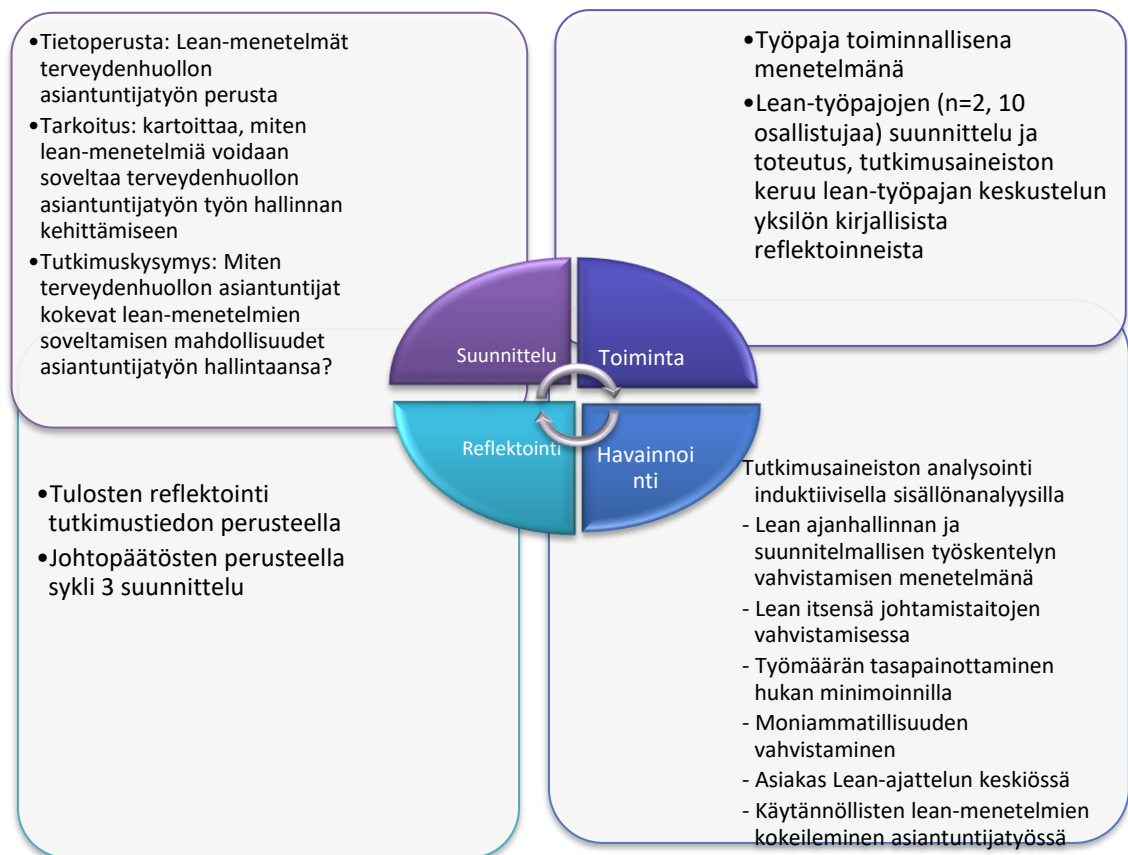 •Tietoperusta: Lean-menetelmät
terveydenhuollon
asiantuntijatyön perusta
•Tarkoitus: kartoittaa, miten
lean-menetelmiä voidaan
soveltaa terveydenhuollon
asiantuntijatyön työn hallinnan
kehittämiseen
•Tutkimuskysymys: Miten
terveydenhuollon asiantuntijat
kokevat lean-menetelmien
soveltamisen mahdollisuudet
asiantuntijatyön hallintaansa?
•Työpaja toiminnallisena
menetelmänä
•Lean-työpajojen (n=2, 10
osallistujaa) suunnittelu ja
toteutus, tutkimusaineiston
keruu lean-työpajan keskustelun
yksilön kirjallisista
reflektoinneista
Suunnittelu
Toiminta
Reflektointi
Havainnoi
nti
•Tulosten reflektointi
tutkimustiedon perusteella
•Johtopäätösten perusteella
sykli 3 suunnittelu
Tutkimusaineiston analysointi
induktiivisella sisällönanalyysilla
- Lean ajanhallinnan ja
suunnitelmallisen työskentelyn
vahvistamisen menetelmänä
- Lean itsensä johtamistaitojen
vahvistamisessa
- Työmäärän tasapainottaminen
hukan minimoinnilla
- Moniammatillisuuden
vahvistaminen
- Asiakas Lean-ajattelun keskiössä
- Käytännöllisten lean-menetelmien
kokeileminen asiantuntijatyössä